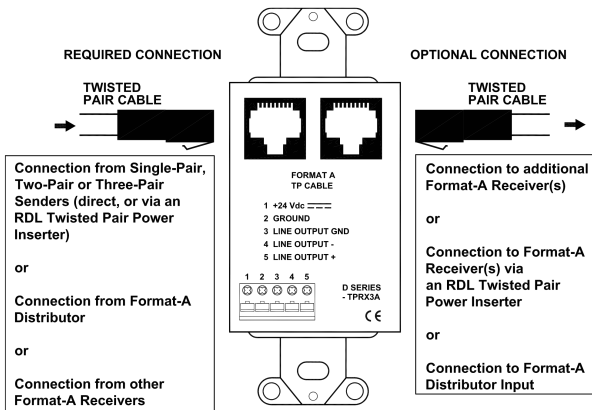 REQUIRED CONNECTION
TWISTED
PAIR CABLE
Connection from Single-Pair,
Two-Pair or Three-Pair
Senders (direct, or via an
RDL Twisted Pair Power
Inserter)
or
Connection from Format-A
Distributor
or
Connection from other
Format-A Receivers
FORMAT A
TP CABLE
1 +24 Vdc
2 GROUND
3 LINE OUTPUT GND
4 LINE OUTPUT -
5 LINE OUTPUT +
1 2 3 4 5
D SERIES
- TPRX3A
CE
OPTIONAL CONNECTION
TWISTED
PAIR CABLE
Connection to additional
Format-A Receiver(s)
or
Connection to Format-A
Receiver(s) via
an RDL Twisted Pair
Power Inserter
or
Connection to Format-A
Distributor Input